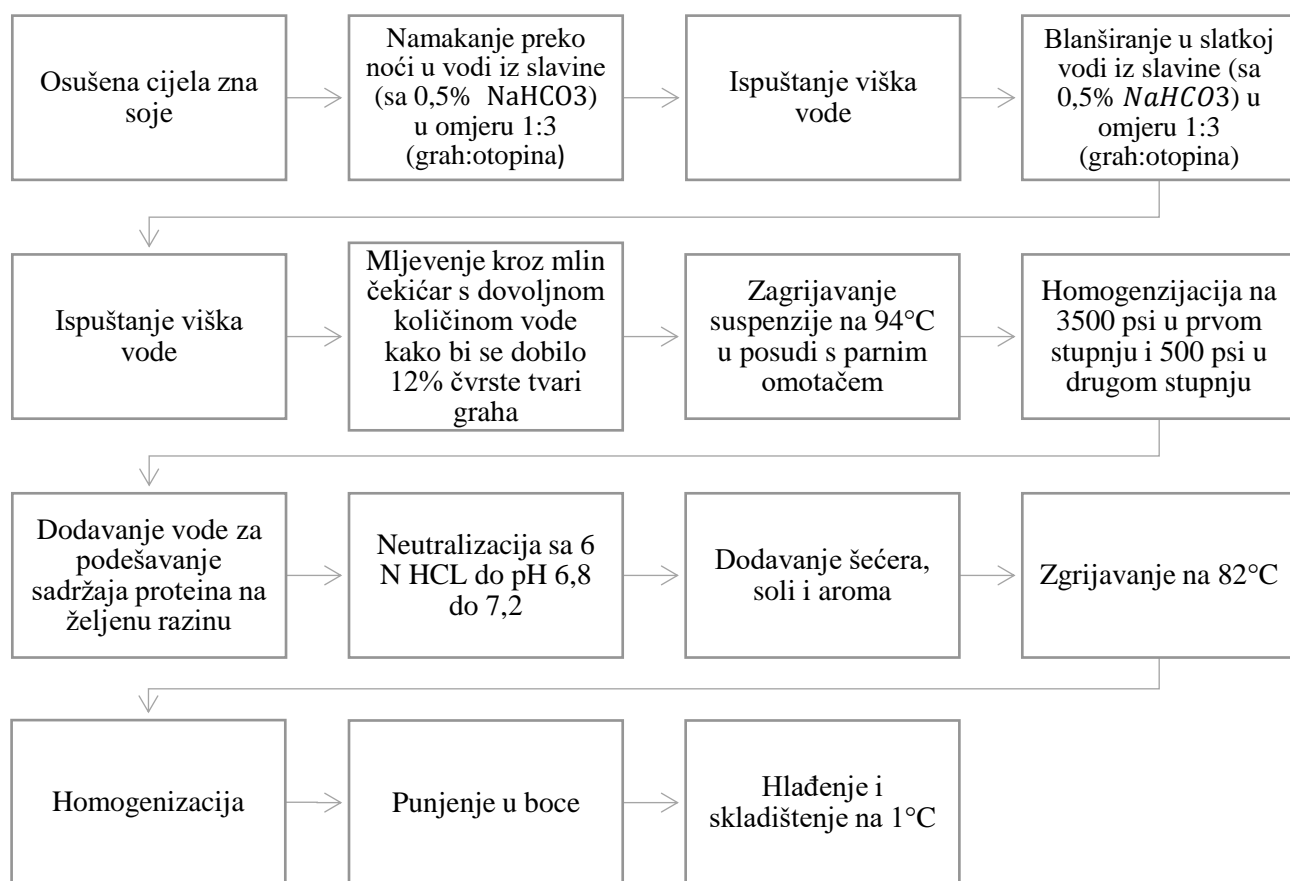 Osušena cijela zna
soje
Namakanje preko
noći u vodi iz slavine
(sa 0,5% NaHCO3)
u omjeru 1:3
(grah:otopina)
Ispuštanje viška
vode
Blanširanje u slatkoj
vodi iz slavine (sa
0,5% NaHCO3) u
omjeru 1:3
(grah:otopina)
Ispuštanje viška
vode
Mljevenje kroz mlin
čekićar s dovoljnom
količinom vode
kako bi se dobilo
12% čvrste tvari
graha
Zagrijavanje
suspenzije na 94°C
u posudi s parnim
omotačem
Homogenzijacija na
3500 psi u prvom
stupnju i 500 psi u
drugom stupnju
Dodavanje vode za
podešavanje
sadržaja proteina na
željenu razinu
Neutralizacija sa 6
N HCL do pH 6,8
do 7,2
Dodavanje šećera,
soli i aroma
Zgrijavanje na 82°C
Homogenizacija
Punjenje u boce
Hlađenje i
skladištenje na 1°C